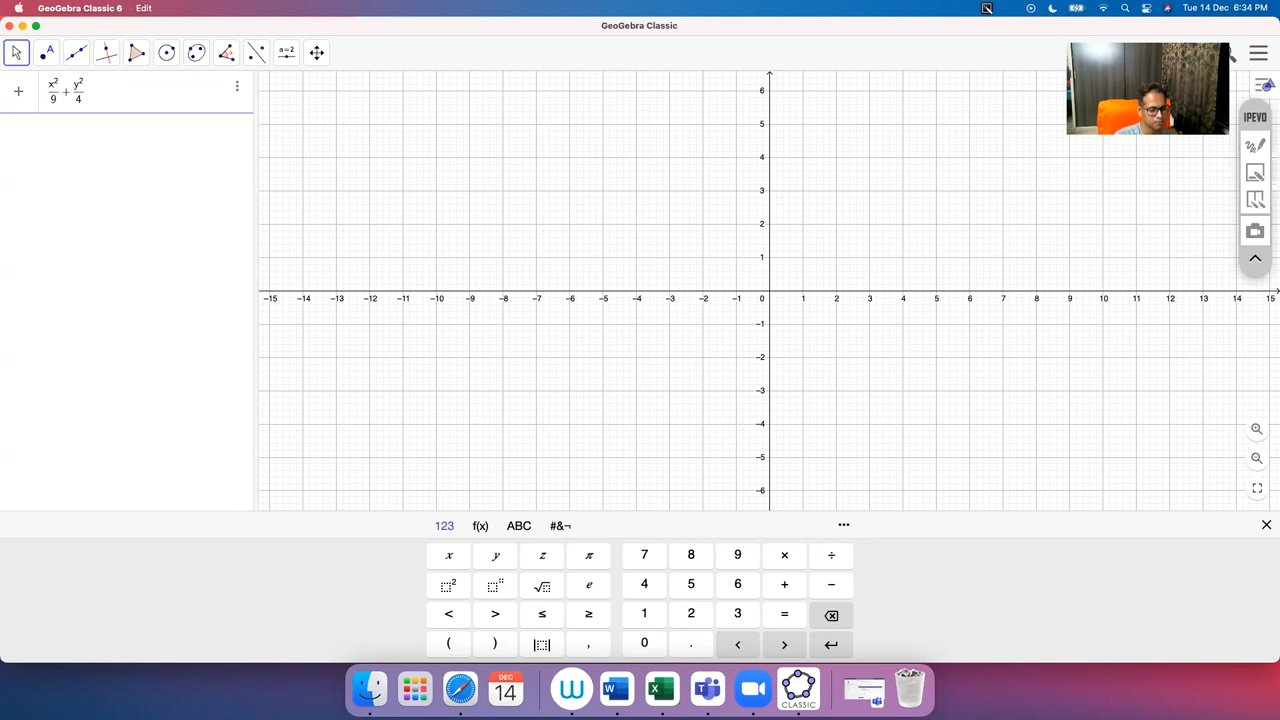 GeoGebra Classic 6 Edit Tue 14 Dec 6:34 PM
GeoGebra Classic
a=2
x²/9 + y²/4
IPEVO
6
5
4
3
2
1
−15 −14 −13 −12 −11 −10 −9 −8 −7 −6 −5 −4 −3 −2 −1 0 1 2 3 4 5 6 7 8 9 10 11 12 13 14 15
−1
−2
−3
−4
−5
−6
123 f(x) ABC #&¬ ...
x y z π 7 8 9 × ÷
² √ e 4 5 6 + −
< > ≤ ≥ 1 2 3 =
( ) | | , 0 . < >
DEC
14
W W X T CLASSIC